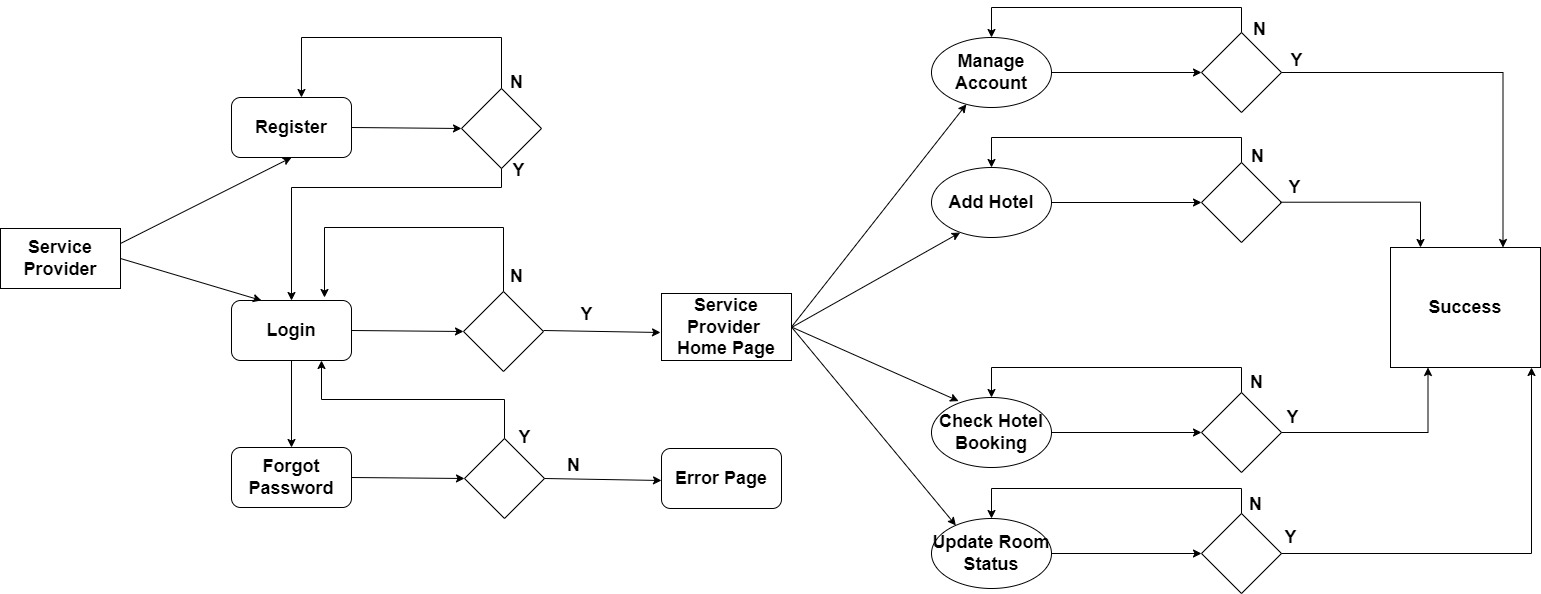 Service
Provider
Register
N
Y
Login
N
Y
Forgot
Password
Y
N
Error Page
Service
Provider
Home Page
Manage
Account
N
Y
Add Hotel
N
Y
Check Hotel
Booking
N
Y
Update Room
Status
N
Y
Success